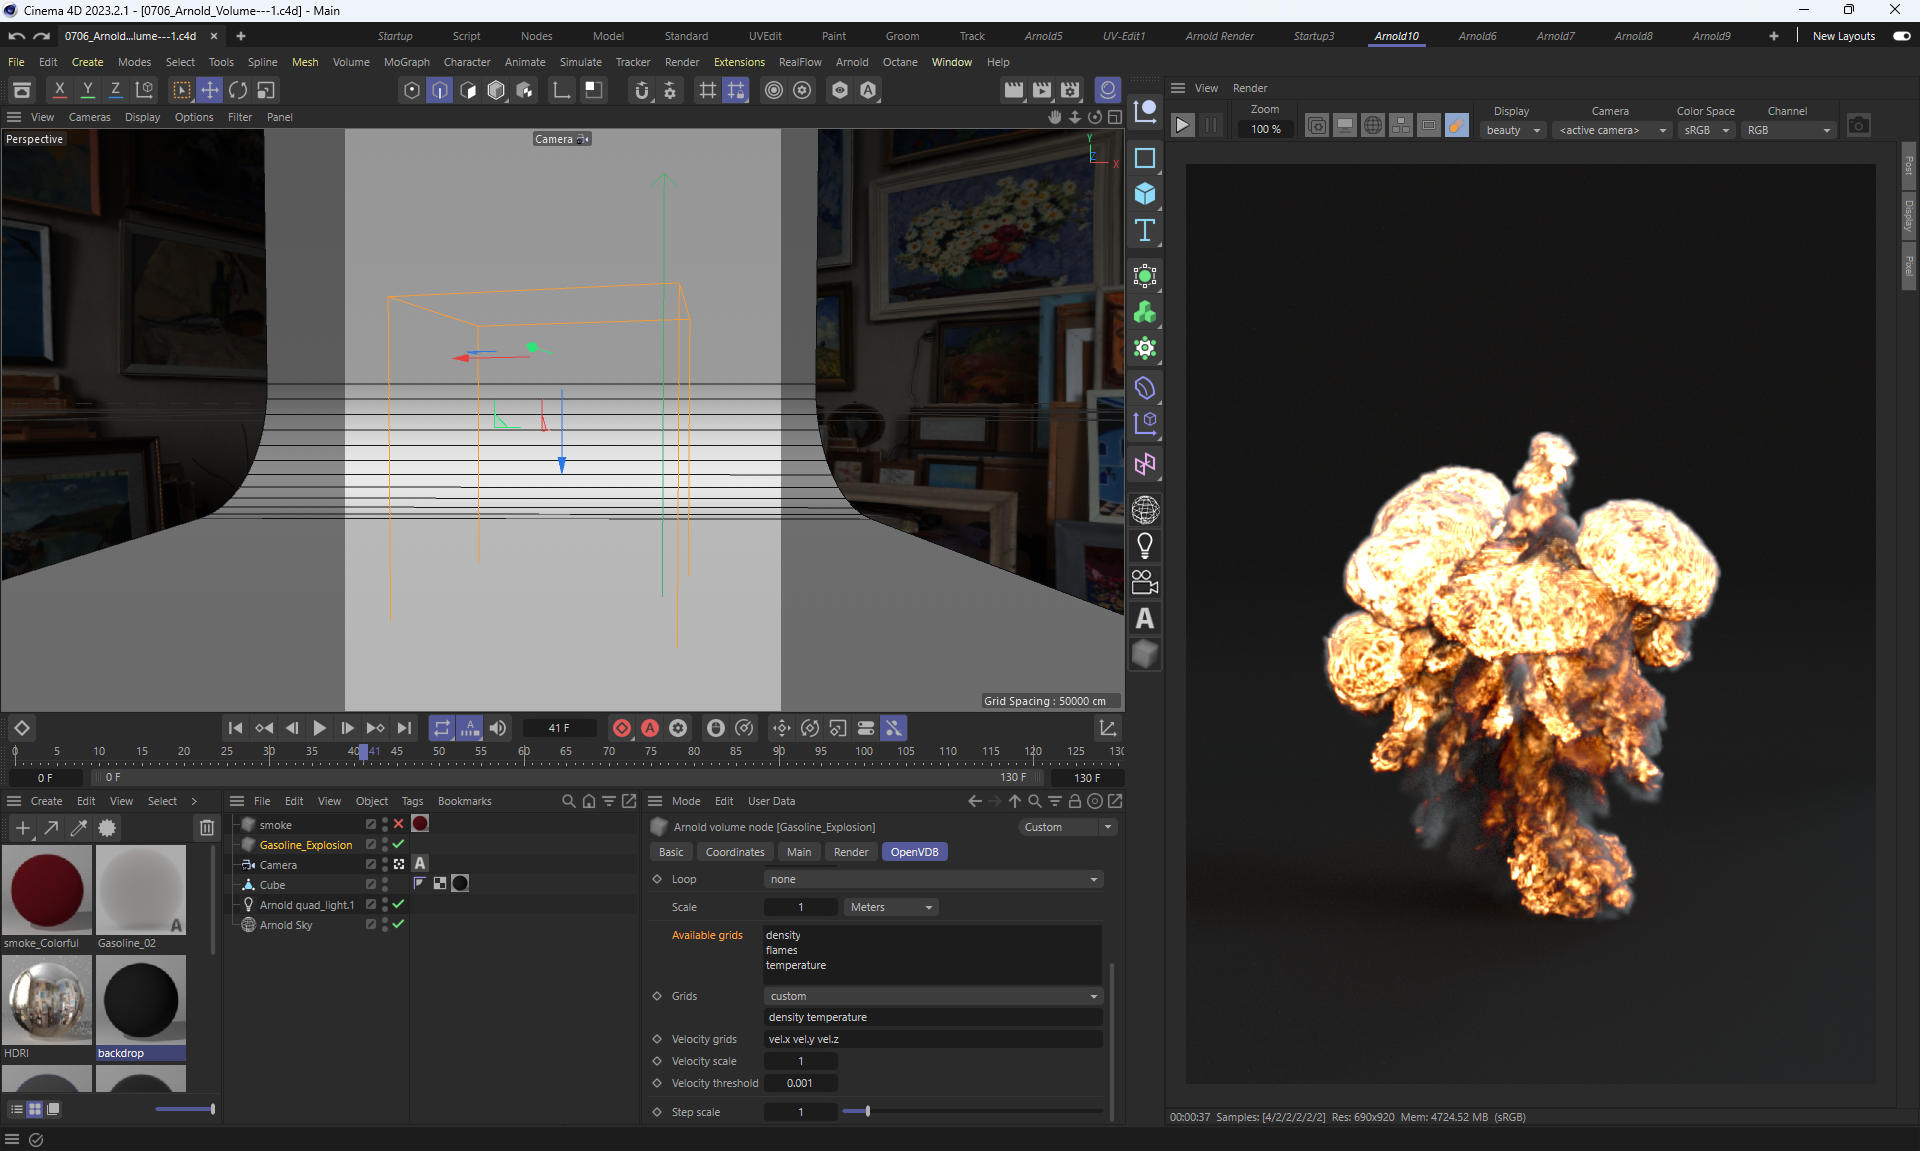 Cinema 4D 2023.2.1 - [0706_Arnold_Volume---1.c4d] - Main
0706_Arnold...lume---1.c4d
Startup Script Nodes Model Standard UVEdit Paint Groom Track Arnold5 UV-Edit1 Arnold Render Startup3 Arnold10 Arnold6 Arnold7 Arnold8 Arnold9 New Layouts
File Edit Create Modes Select Tools Spline Mesh Volume MoGraph Character Animate Simulate Tracker Render Extensions RealFlow Arnold Octane Window Help
X Y Z
View Cameras Display Options Filter Panel
Perspective
Camera
Y
Z
X
Grid Spacing : 50000 cm
View Render
Zoom
100 %
Display
beauty
Camera
<active camera>
Color Space
sRGB
Channel
RGB
Post
Display
Pixel
41 F
0 5 10 15 20 25 30 35 40 41 45 50 55 60 65 70 75 80 85 90 95 100 105 110 115 120 125 130
0 F
0 F
130 F
130 F
Create Edit View Select
smoke_Colorful
Gasoline_02
HDRI
backdrop
File Edit View Object Tags Bookmarks
smoke
Gasoline_Explosion
Camera
Cube
Arnold quad_light.1
Arnold Sky
Mode Edit User Data
Arnold volume node [Gasoline_Explosion]
Custom
Basic Coordinates Main Render OpenVDB
Loop none
Scale 1 Meters
Available grids density
flames
temperature
Grids custom
density temperature
Velocity grids vel.x vel.y vel.z
Velocity scale 1
Velocity threshold 0.001
Step scale 1
00:00:37 Samples: [4/2/2/2/2/2] Res: 690x920 Mem: 4724.52 MB (sRGB)